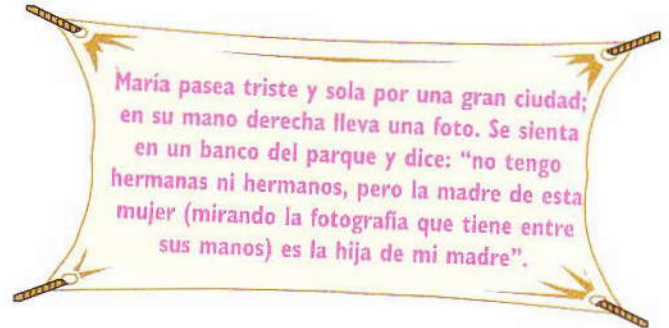 María pasea triste y sola por una gran ciudad;
en su mano derecha lleva una foto. Se sienta
en un banco del parque y dice: “no tengo
hermanas ni hermanos, pero la madre de esta
mujer (mirando la fotografía que tiene entre
sus manos) es la hija de mi madre”.